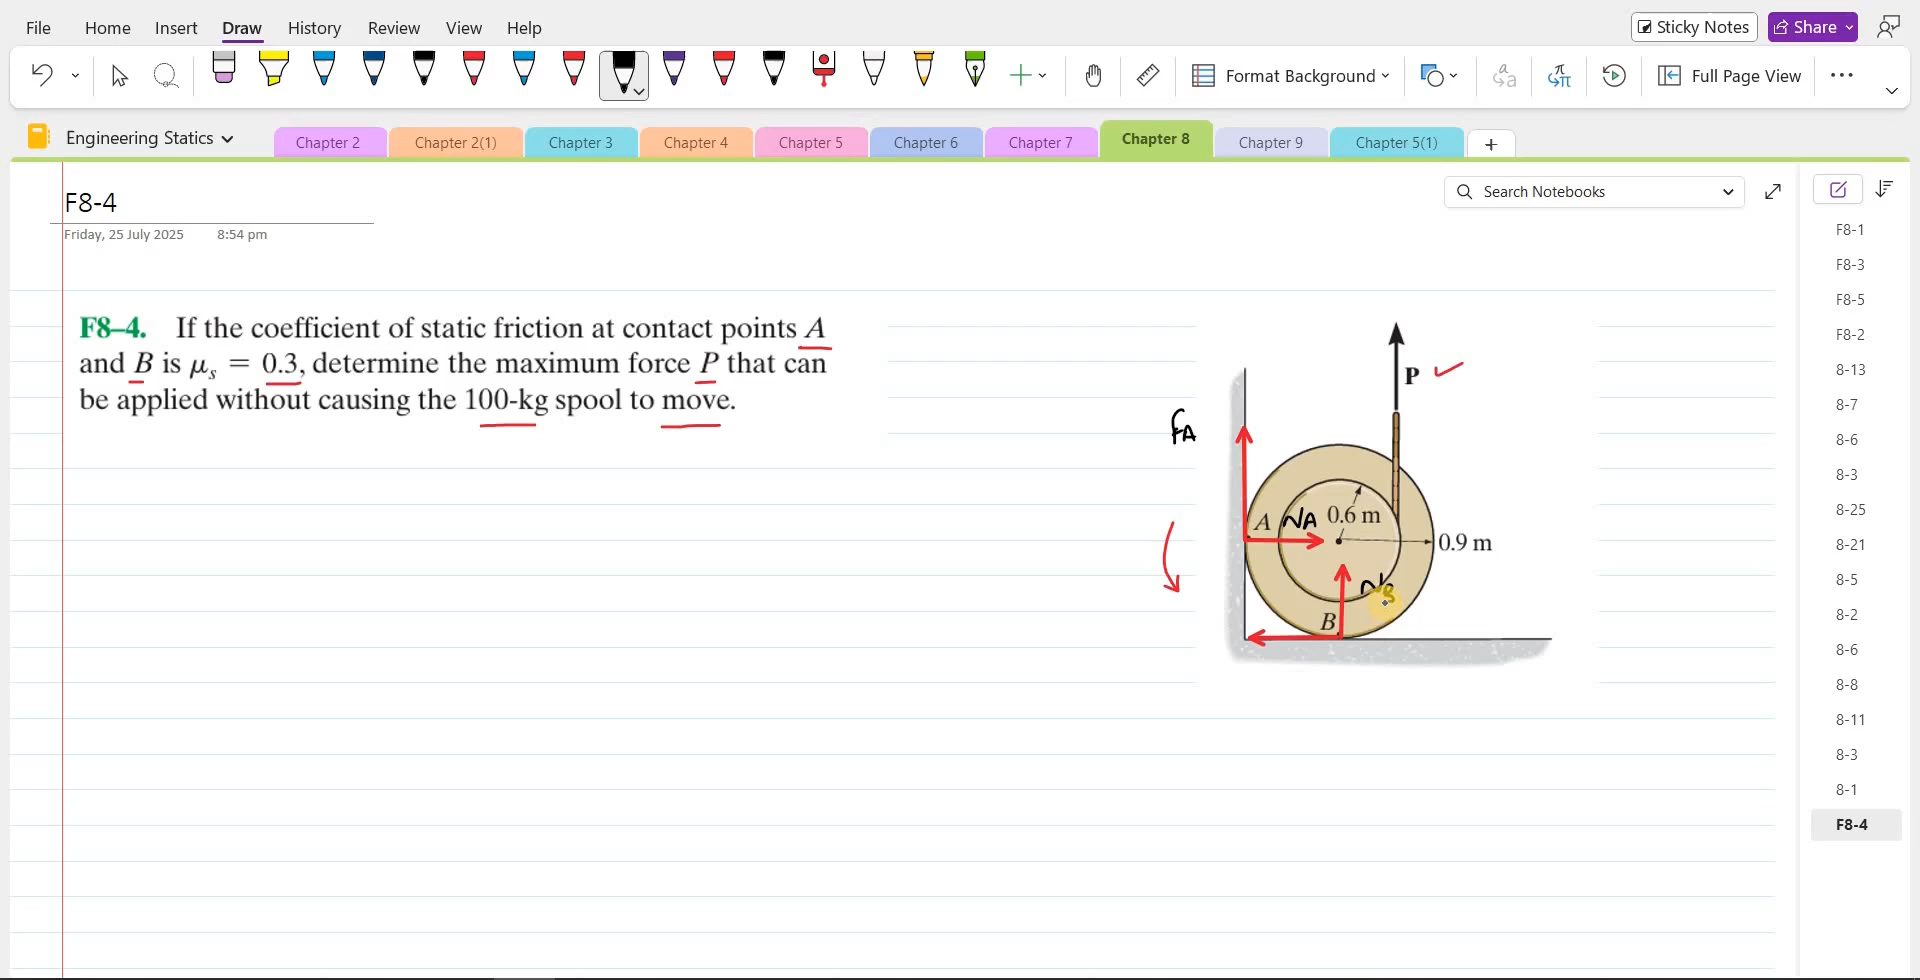 File Home Insert Draw History Review View Help Sticky Notes Share
Format Background Full Page View
Engineering Statics Chapter 2 Chapter 2(1) Chapter 3 Chapter 4 Chapter 5 Chapter 6 Chapter 7 Chapter 8 Chapter 9 Chapter 5(1)
F8-4
Friday, 25 July 2025 8:54 pm
Search Notebooks
F8–4. If the coefficient of static friction at contact points A
and B is μs = 0.3, determine the maximum force P that can
be applied without causing the 100-kg spool to move.
P
FA
A NA 0.6 m
0.9 m
NB
B
F8-1
F8-3
F8-5
F8-2
8-13
8-7
8-6
8-3
8-25
8-21
8-5
8-2
8-6
8-8
8-11
8-3
8-1
F8-4